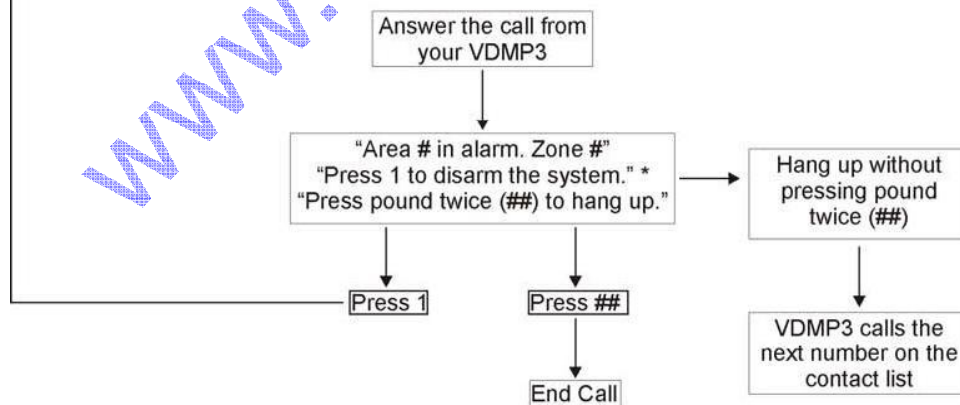 www.
Answer the call from
your VDMP3
“Area # in alarm. Zone #”
“Press 1 to disarm the system.” *
“Press pound twice (##) to hang up.”
Hang up without
pressing pound
twice (##)
Press 1
Press ##
VDMP3 calls the
next number on the
contact list
End Call